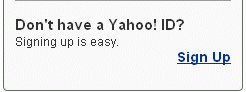 Don't have a Yahoo! ID?
Signing up is easy.
Sign Up